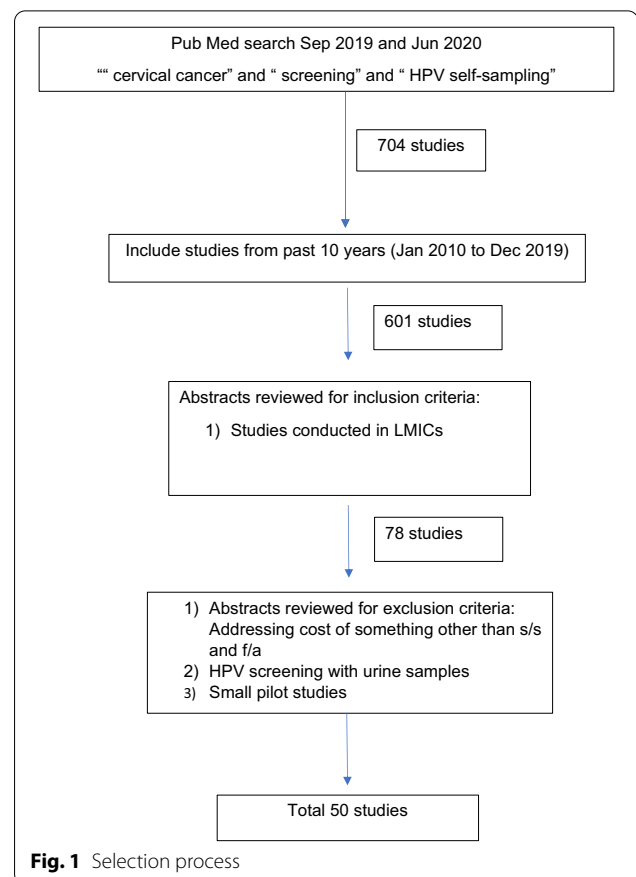 Pub Med search Sep 2019 and Jun 2020
““ cervical cancer” and “ screening” and “ HPV self-sampling”
704 studies
Include studies from past 10 years (Jan 2010 to Dec 2019)
601 studies
Abstracts reviewed for inclusion criteria:
1) Studies conducted in LMICs
78 studies
1) Abstracts reviewed for exclusion criteria:
Addressing cost of something other than s/s
and f/a
2) HPV screening with urine samples
3) Small pilot studies
Total 50 studies
Fig. 1 Selection process